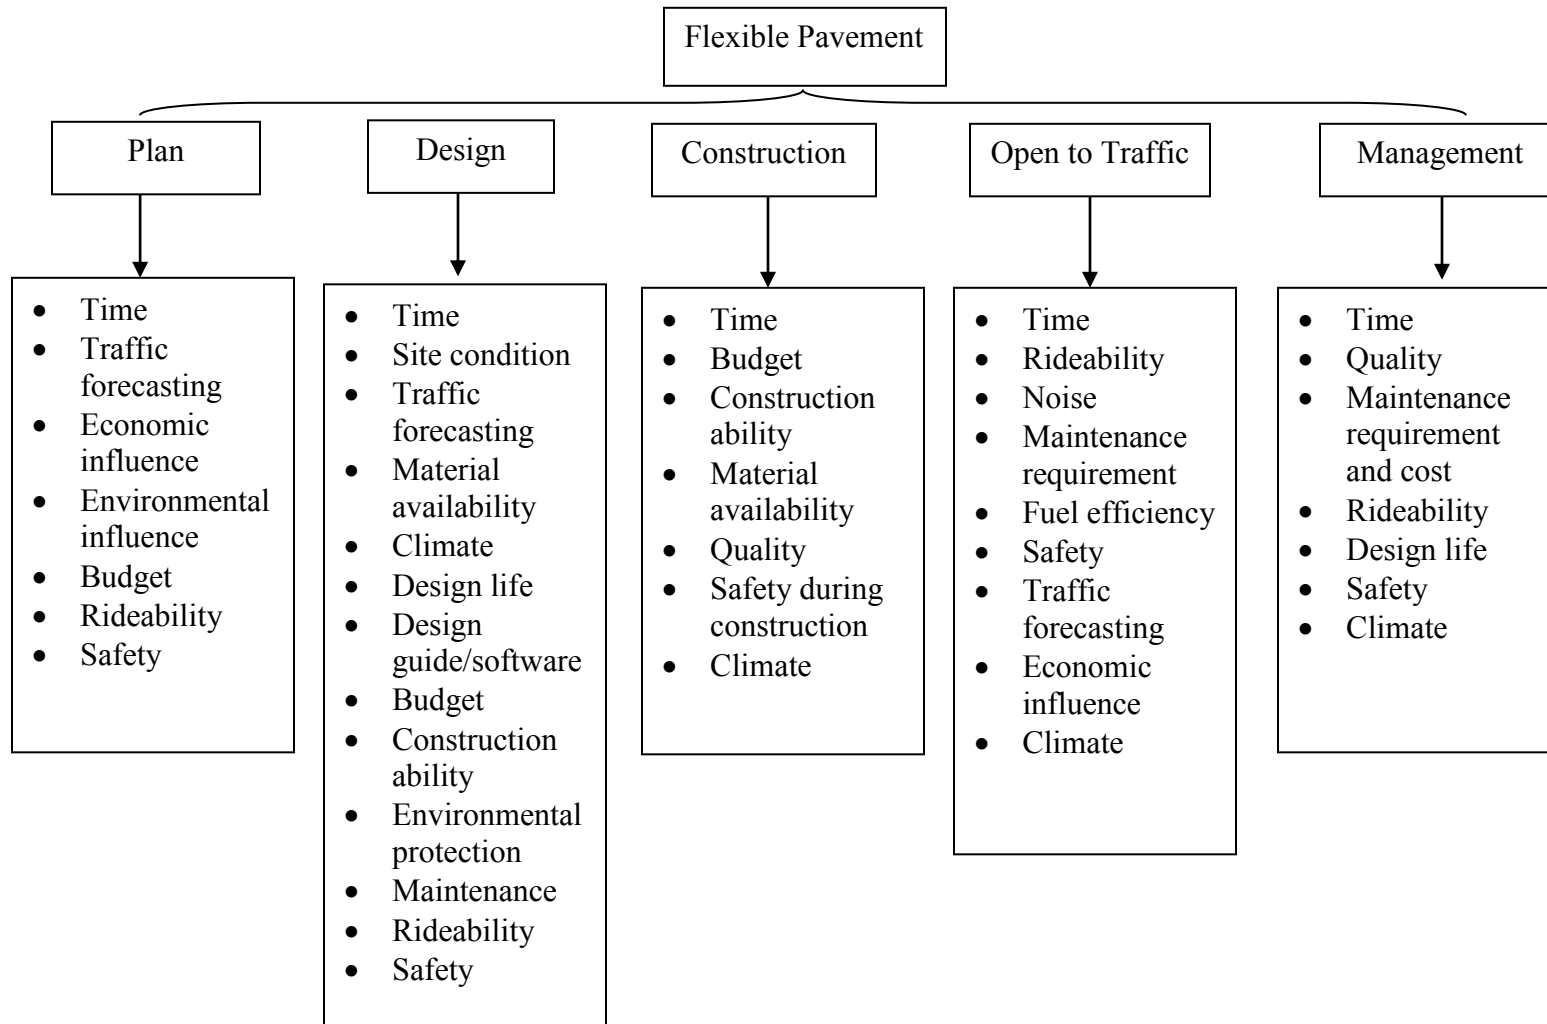 Flexible Pavement
Plan
Design
Construction
Open to Traffic
Management
• Time
• Traffic
forecasting
• Economic
influence
• Environmental
influence
• Budget
• Rideability
• Safety
• Time
• Site condition
• Traffic
forecasting
• Material
availability
• Climate
• Design life
• Design
guide/software
• Budget
• Construction
ability
• Environmental
protection
• Maintenance
• Rideability
• Safety
• Time
• Budget
• Construction
ability
• Material
availability
• Quality
• Safety during
construction
• Climate
• Time
• Rideability
• Noise
• Maintenance
requirement
• Fuel efficiency
• Safety
• Traffic
forecasting
• Economic
influence
• Climate
• Time
• Quality
• Maintenance
requirement
and cost
• Rideability
• Design life
• Safety
• Climate